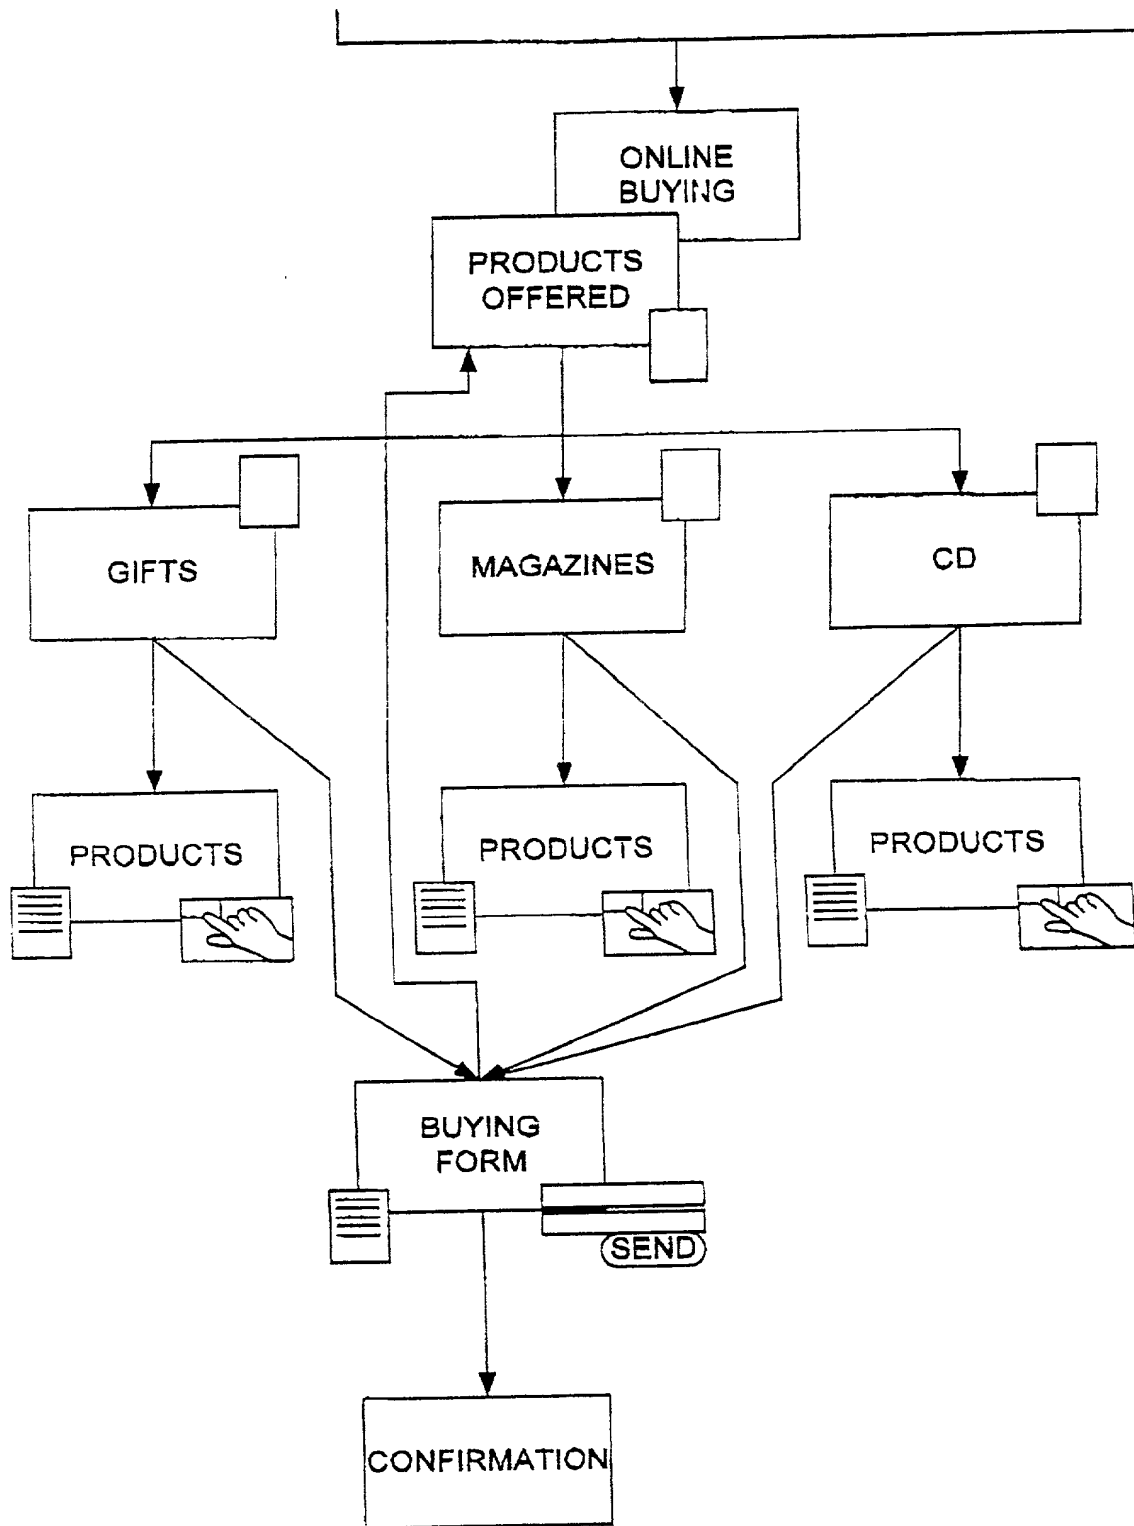 ONLINE
BUYING
PRODUCTS
OFFERED
GIFTS
MAGAZINES
CD
PRODUCTS
PRODUCTS
PRODUCTS
BUYING
FORM
SEND
CONFIRMATION